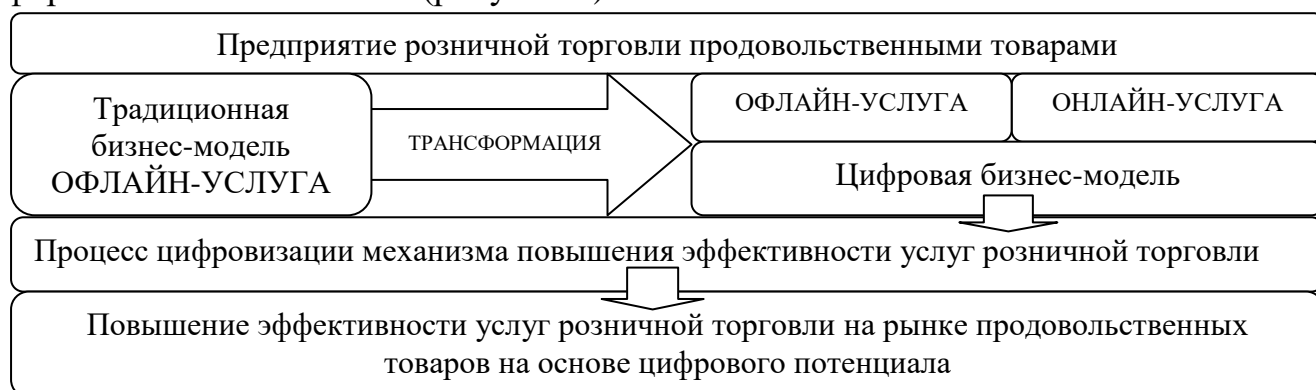 Предприятие розничной торговли продовольственными товарами
Традиционная
бизнес-модель
ОФЛАЙН-УСЛУГА
ТРАНСФОРМАЦИЯ
ОФЛАЙН-УСЛУГА
ОНЛАЙН-УСЛУГА
Цифровая бизнес-модель
Процесс цифровизации механизма повышения эффективности услуг розничной торговли
Повышение эффективности услуг розничной торговли на рынке продовольственных
товаров на основе цифрового потенциала